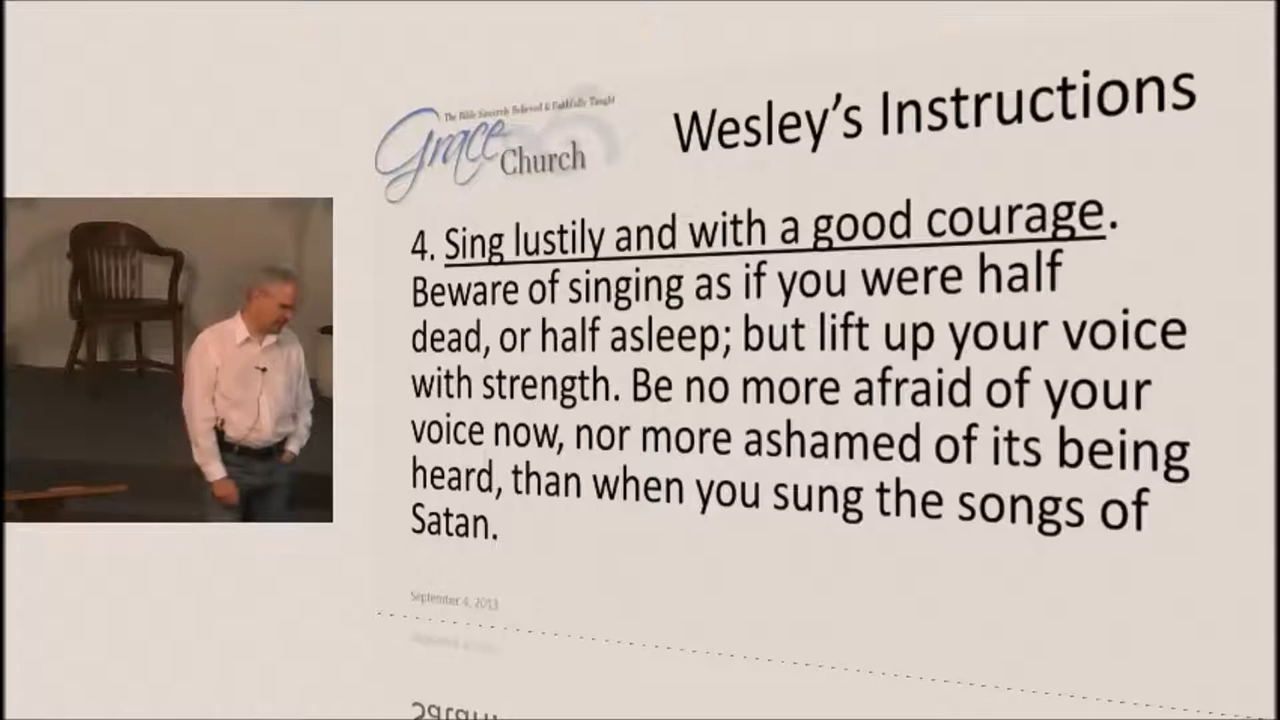 The Bible Sincerely Believed & Faithfully Taught
Grace
Church
Wesley's Instructions
4. Sing lustily and with a good courage.
Beware of singing as if you were half
dead, or half asleep; but lift up your voice
with strength. Be no more afraid of your
voice now, nor more ashamed of its being
heard, than when you sung the songs of
Satan.
September 4, 2013